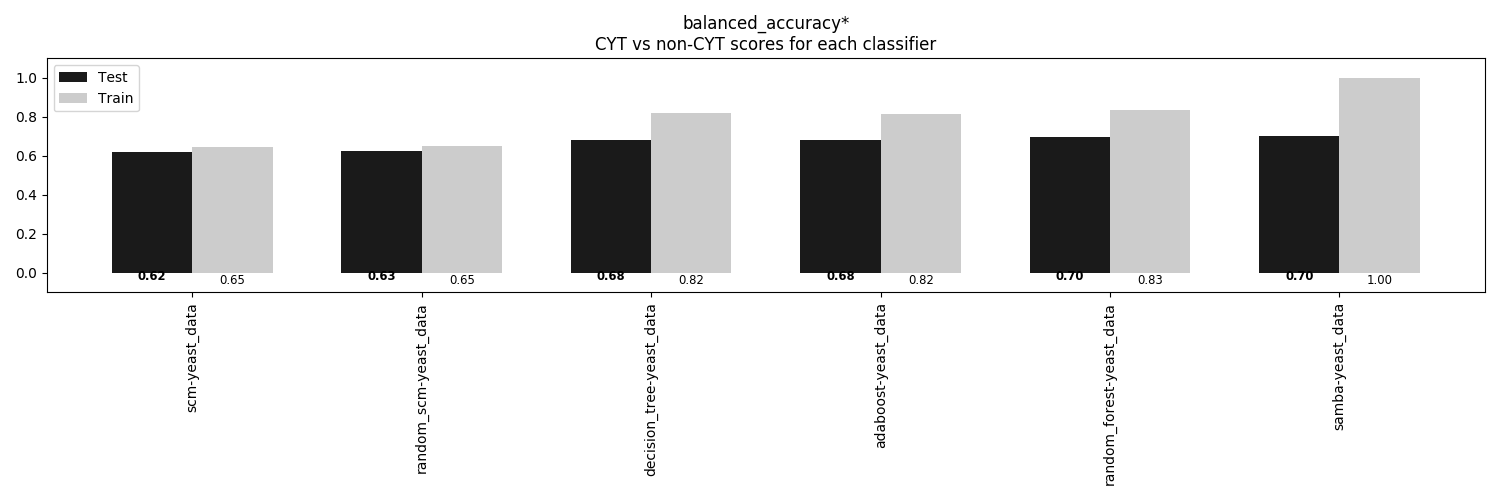 balanced_accuracy*
CYT vs non-CYT scores for each classifier
Test
Train
1.0
0.8
0.6
0.4
0.2
0.0
0.62
0.65
0.63
0.65
0.68
0.82
0.68
0.82
0.70
0.83
0.70
1.00
scm-yeast_data
random_scm-yeast_data
decision_tree-yeast_data
adaboost-yeast_data
random_forest-yeast_data
samba-yeast_data